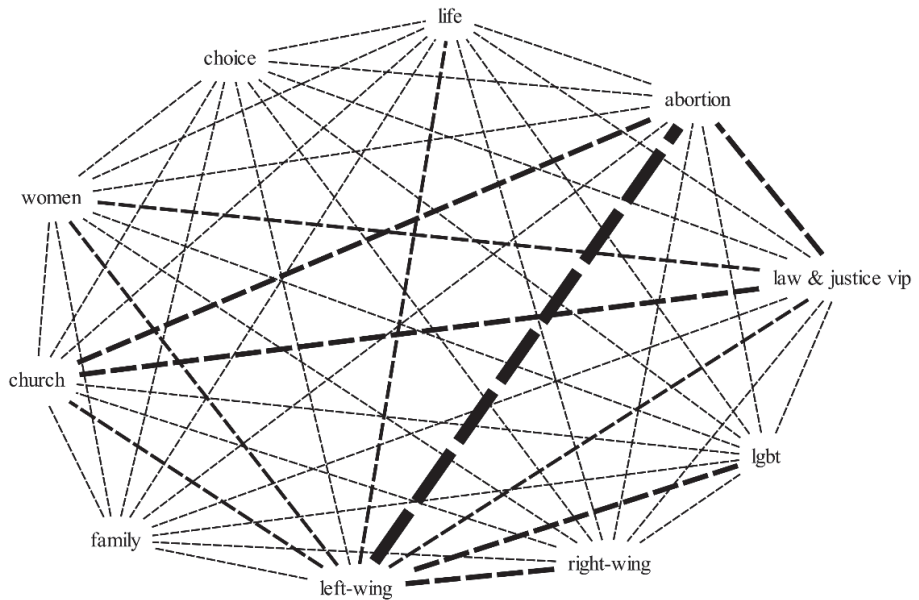 life
choice
abortion
women
law & justice vip
church
lgbt
family
right-wing
left-wing